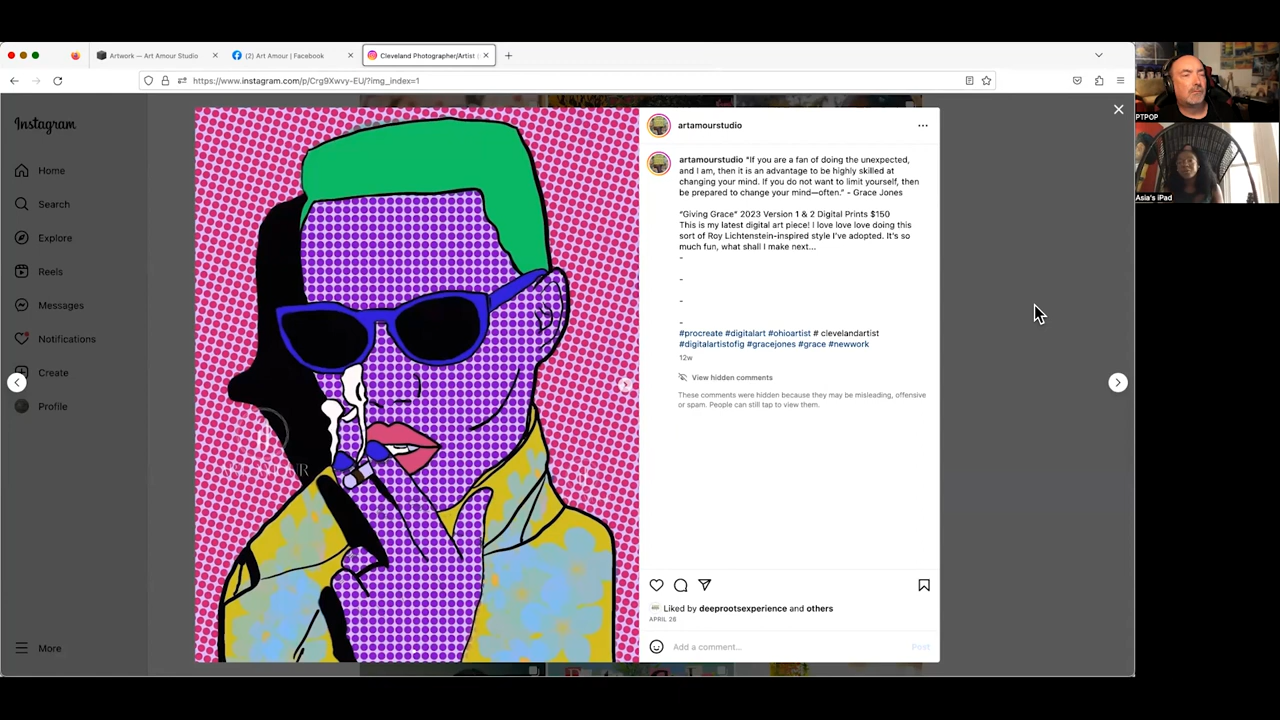 Artwork — Art Amour Studio
(2) Art Amour | Facebook
Cleveland Photographer/Artist
https://www.instagram.com/p/Crg9Xwvy-EU/?img_index=1
PTPOP
Asia's iPad
Instagram
Home
Search
Explore
Reels
Messages
Notifications
Create
Profile
More
artamourstudio
artamourstudio "If you are a fan of doing the unexpected,
and I am, then it is an advantage to be highly skilled at
changing your mind. If you do not want to limit yourself, then
be prepared to change your mind—often." - Grace Jones
"Giving Grace" 2023 Version 1 & 2 Digital Prints $150
This is my latest digital art piece! I love love love doing this
sort of Roy Lichtenstein-inspired style I've adopted. It's so
much fun, what shall I make next...
-
-
-
-
#procreate #digitalart #ohioartist # clevelandartist
#digitalartistofig #gracejones #grace #newwork
12w
View hidden comments
These comments were hidden because they may be misleading, offensive
or spam. People can still tap to view them.
Liked by deeprootsexperience and others
APRIL 26
Add a comment...
Post